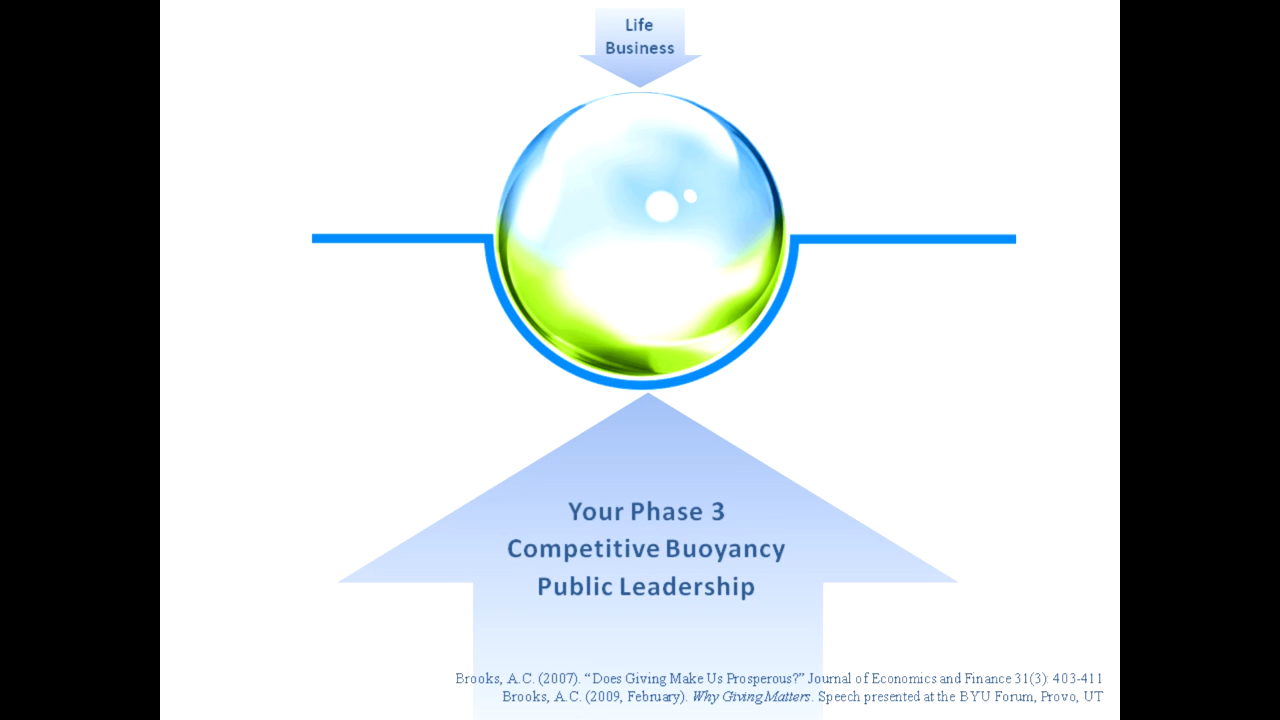 Life
Business
Your Phase 3
Competitive Buoyancy
Public Leadership
Brooks, A.C. (2007). “Does Giving Make Us Prosperous?” Journal of Economics and Finance 31(3): 403-411
Brooks, A.C. (2009, February). Why Giving Matters. Speech presented at the BYU Forum, Provo, UT